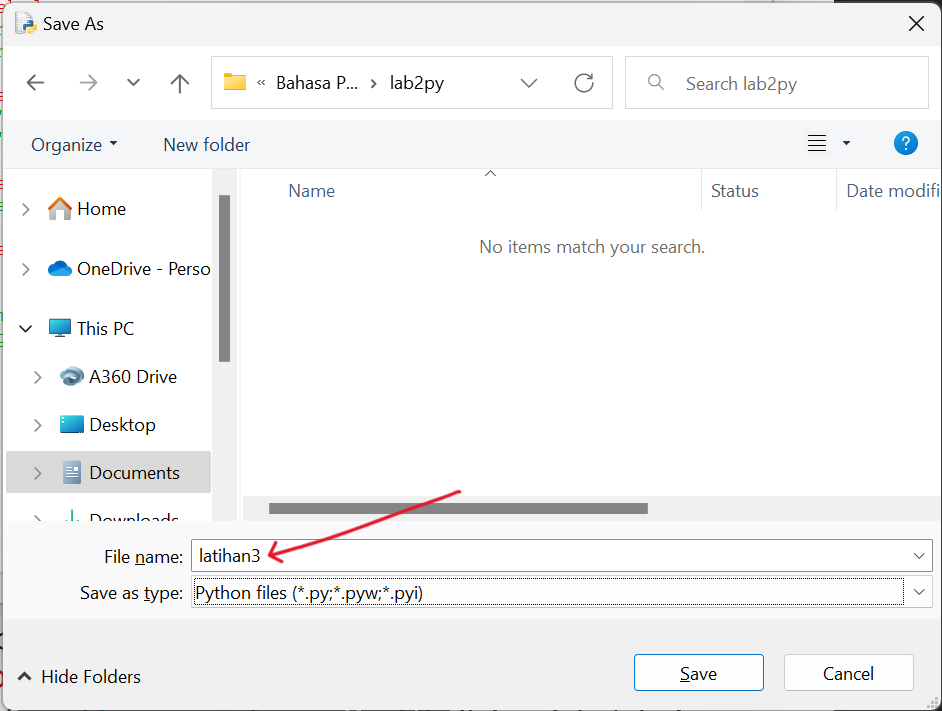 Save As
« Bahasa P... > lab2py
Search lab2py
Organize
New folder
?
Name
Status
Date modifi
No items match your search.
Home
OneDrive - Perso
This PC
A360 Drive
Desktop
Documents
Downloads
File name: latihan3
Save as type: Python files (*.py;*.pyw;*.pyi)
Hide Folders
Save
Cancel